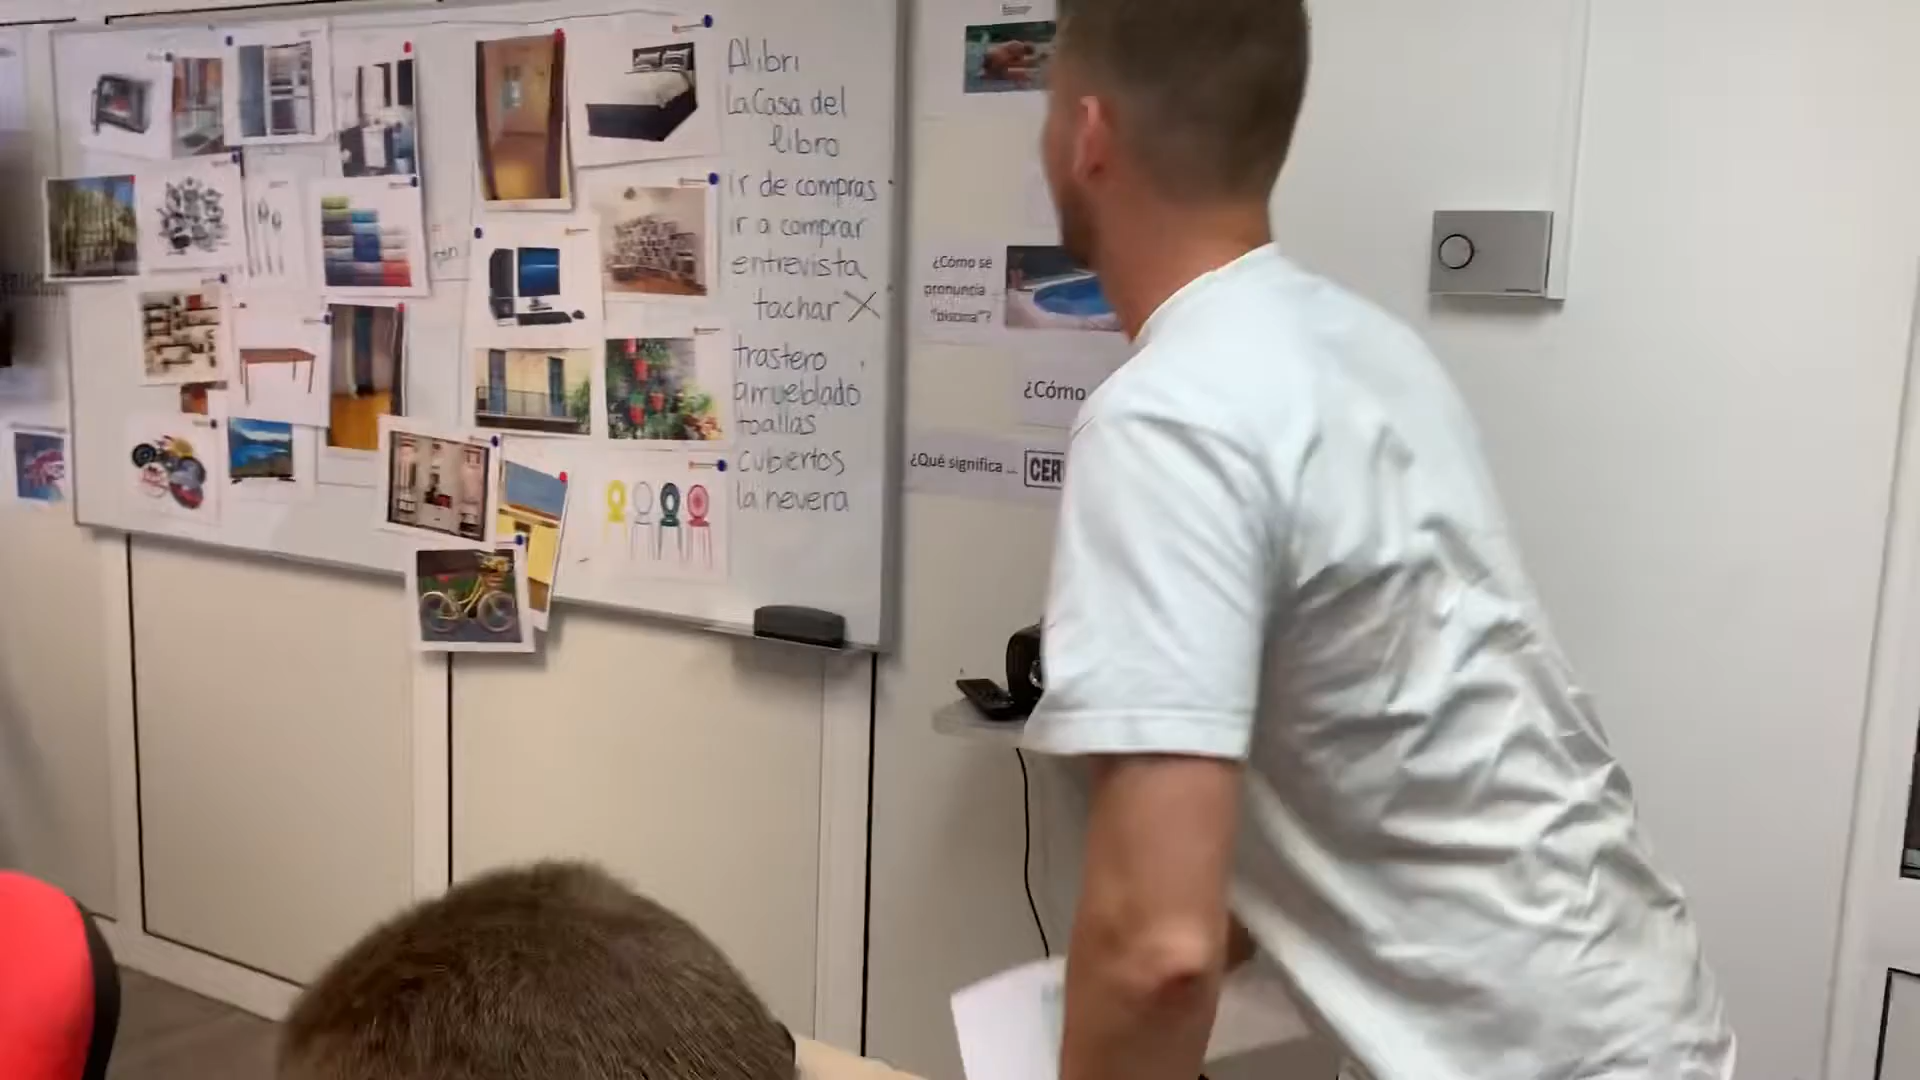 Alibri
La Casa del
libro
ir de compras
ir a comprar
entrevista
tachar X
trastero
amueblado
toallas
cubiertos
la nevera
¿Cómo se
pronuncia ...
"piscina"?
¿Cómo
¿Qué significa ...